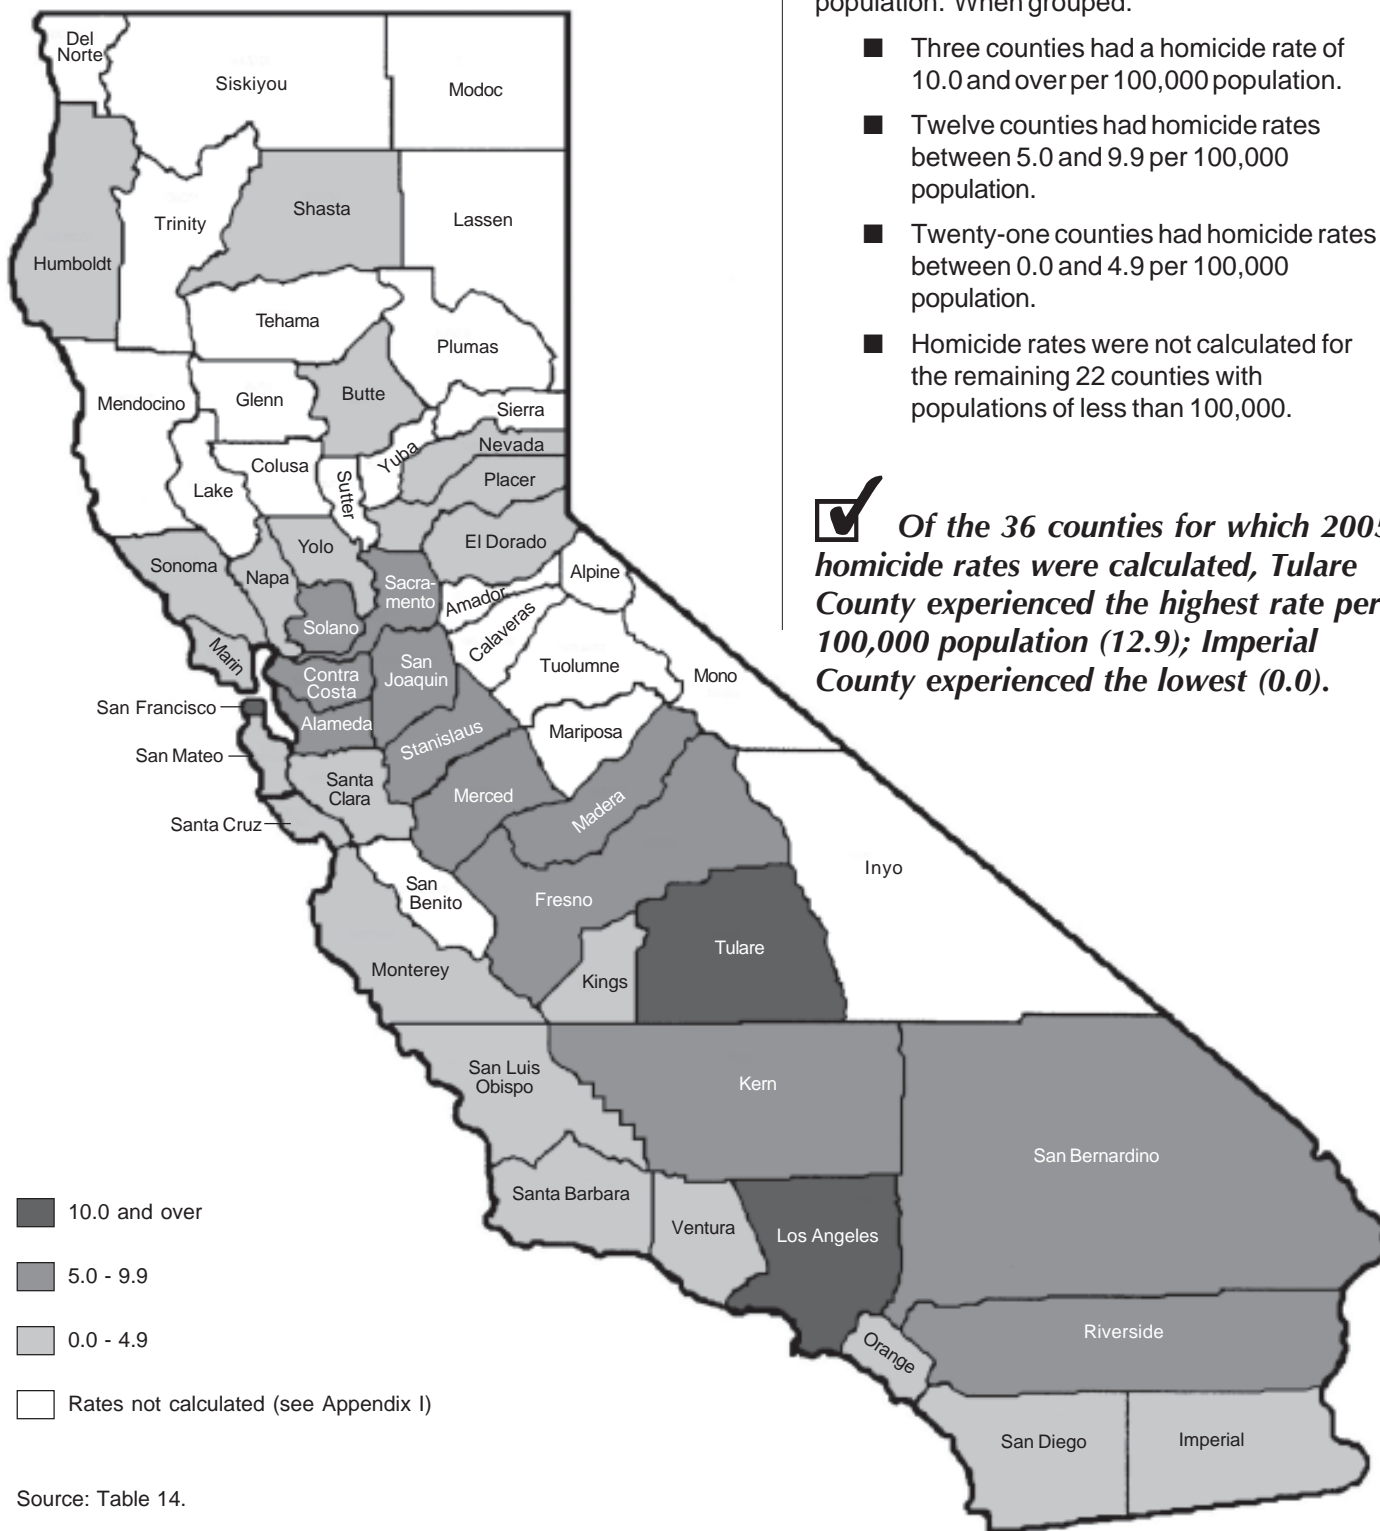 population. When grouped:
■ Three counties had a homicide rate of
10.0 and over per 100,000 population.
■ Twelve counties had homicide rates
between 5.0 and 9.9 per 100,000
population.
■ Twenty-one counties had homicide rates
between 0.0 and 4.9 per 100,000
population.
■ Homicide rates were not calculated for
the remaining 22 counties with
populations of less than 100,000.
Of the 36 counties for which 2005
homicide rates were calculated, Tulare
County experienced the highest rate per
100,000 population (12.9); Imperial
County experienced the lowest (0.0).
Del
Norte
Siskiyou
Modoc
Humboldt
Trinity
Shasta
Lassen
Tehama
Plumas
Mendocino
Glenn
Butte
Sierra
Nevada
Yuba
Placer
Colusa
Sutter
Lake
El Dorado
Yolo
Sonoma
Napa
Sacra-
mento
Alpine
Amador
Solano
Calaveras
Marin
Tuolumne
Mono
Contra
Costa
San
Joaquin
San Francisco
Alameda
Stanislaus
Mariposa
San Mateo
Santa
Clara
Merced
Madera
Santa Cruz
Inyo
San
Benito
Fresno
Tulare
Monterey
Kings
San Luis
Obispo
Kern
San Bernardino
Santa Barbara
Ventura
Los Angeles
Orange
Riverside
San Diego
Imperial
10.0 and over
5.0 - 9.9
0.0 - 4.9
Rates not calculated (see Appendix I)
Source: Table 14.